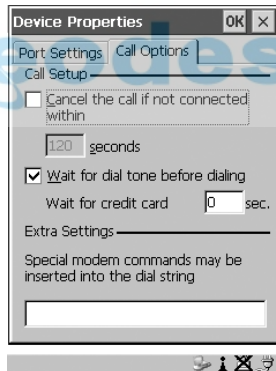 Device Properties OK ×
Port Settings Call Options
Call Setup
Cancel the call if not connected
within
120 seconds
Wait for dial tone before dialing
Wait for credit card 0 sec.
Extra Settings
Special modem commands may be
inserted into the dial string